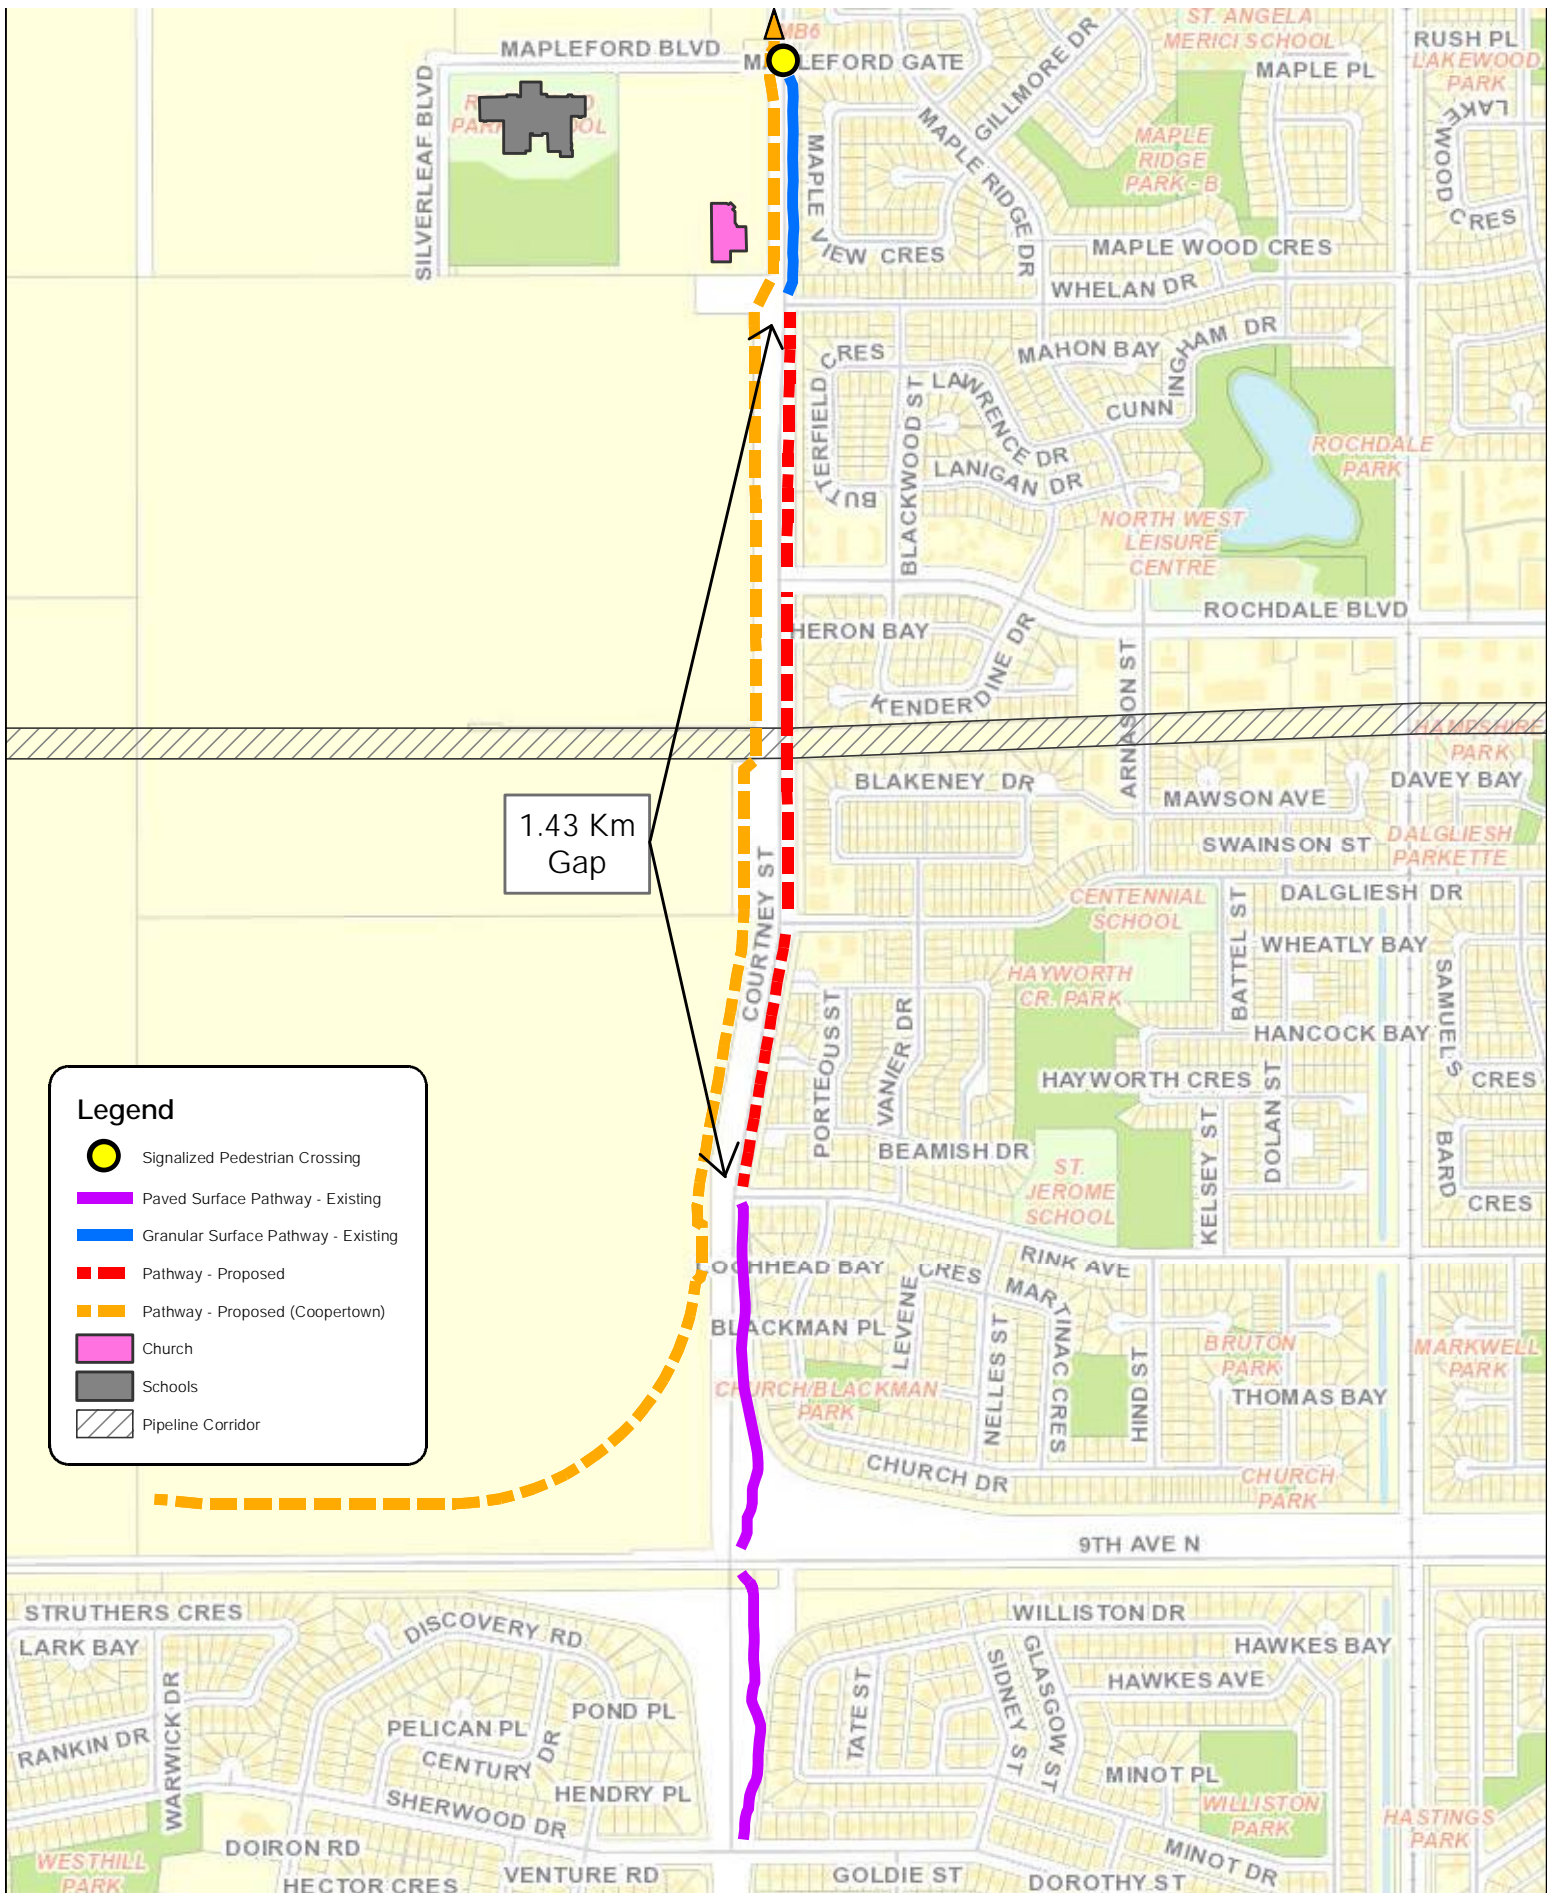 MB6
ST. ANGELA
MERICI SCHOOL
RUSH PL
LAKEWOOD
PARK
MAPLEFORD BLVD
MAPLEFORD GATE
GILLMORE DR
MAPLE PL
LAKE
WOOD
CRES
SILVERLEAF BLVD
MAPLE
VIEW CRES
MAPLE RIDGE DR
MAPLE
RIDGE
PARK - B
MAPLE WOOD CRES
WHELAN DR
CRES
BUTTERFIELD
BUTTERFIELD
BLACKWOOD ST
LAWRENCE DR
MAHON BAY
CUNNINGHAM DR
LANIGAN DR
ROCHDALE
PARK
NORTH WEST
LEISURE
CENTRE
ROCHDALE BLVD
HERON BAY
KENDERDINE DR
ARNASON ST
HAMPSHIRE
PARK
BLAKENEY DR
DAVEY BAY
MAWSON AVE
1.43 Km
Gap
SWAINSON ST
DALGLIESH
PARKETTE
COURTNEY ST
CENTENNIAL
SCHOOL
DALGLIESH DR
BATTEL ST
WHEATLY BAY
HAYWORTH
CR. PARK
SAMUELS
CRES
PORTEOUS ST
VANIER DR
HANCOCK BAY
HAYWORTH CRES
DOLAN ST
KELSEY ST
BEAMISH DR
BARD
CRES
ST.
JEROME
SCHOOL
Legend
Signalized Pedestrian Crossing
Paved Surface Pathway - Existing
Granular Surface Pathway - Existing
Pathway - Proposed
Pathway - Proposed (Coopertown)
Church
Schools
Pipeline Corridor
RINK AVE
LOCHHEAD BAY
LEVENE
CRES
MARTINAC CRES
BLACKMAN PL
NELLES ST
HIND ST
BRUTON
PARK
MARKWELL
PARK
CHURCH/BLACKMAN
PARK
THOMAS BAY
CHURCH DR
CHURCH
PARK
9TH AVE N
STRUTHERS CRES
LARK BAY
DISCOVERY RD
WILLISTON DR
HAWKES BAY
HAWKES AVE
WARWICK DR
RANKIN DR
POND PL
PELICAN PL
CENTURY DR
HENDRY PL
SHERWOOD DR
TATE ST
SIDNEY ST
GLASGOW ST
MINOT PL
WILLISTON
PARK
HASTINGS
PARK
MINOT DR
DOIRON RD
WESTHILL
PARK
HECTOR CRES
VENTURE RD
GOLDIE ST
DOROTHY ST